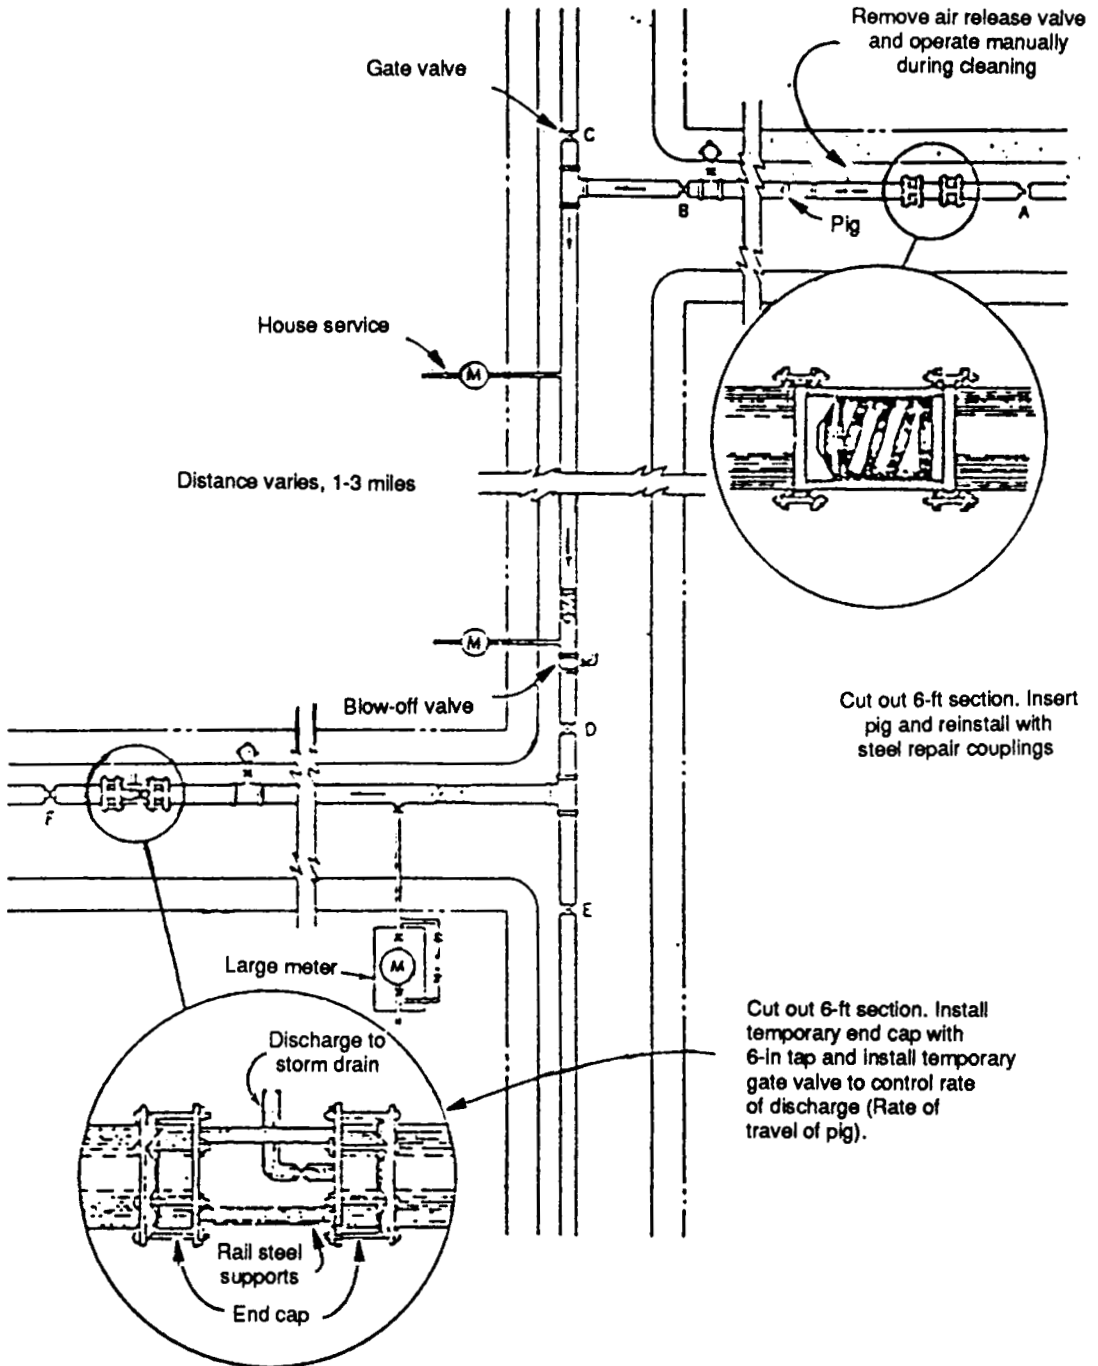 Remove air release valve
and operate manually
during cleaning
Gate valve
C
B
A
Pig
House service
M
Distance varies, 1-3 miles
M
Blow-off valve
D
Cut out 6-ft section. Insert
pig and reinstall with
steel repair couplings
F
E
Large meter
M
Discharge to
storm drain
Cut out 6-ft section. Install
temporary end cap with
6-in tap and install temporary
gate valve to control rate
of discharge (Rate of
travel of pig).
Rail steel
supports
End cap